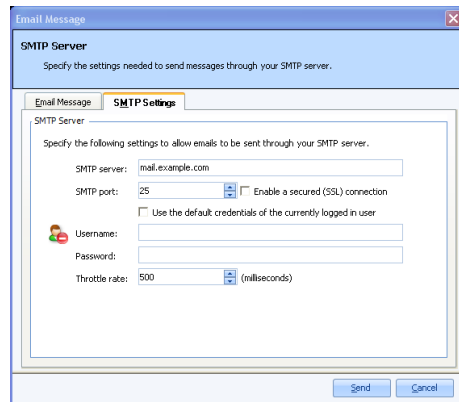 Email Message
SMTP Server
Specify the settings needed to send messages through your SMTP server.
Email Message SMTP Settings
SMTP Server
Specify the following settings to allow emails to be sent through your SMTP server.
SMTP server: mail.example.com
SMTP port: 25 Enable a secured (SSL) connection
Use the default credentials of the currently logged in user
Username:
Password:
Throttle rate: 500 (milliseconds)
Send Cancel